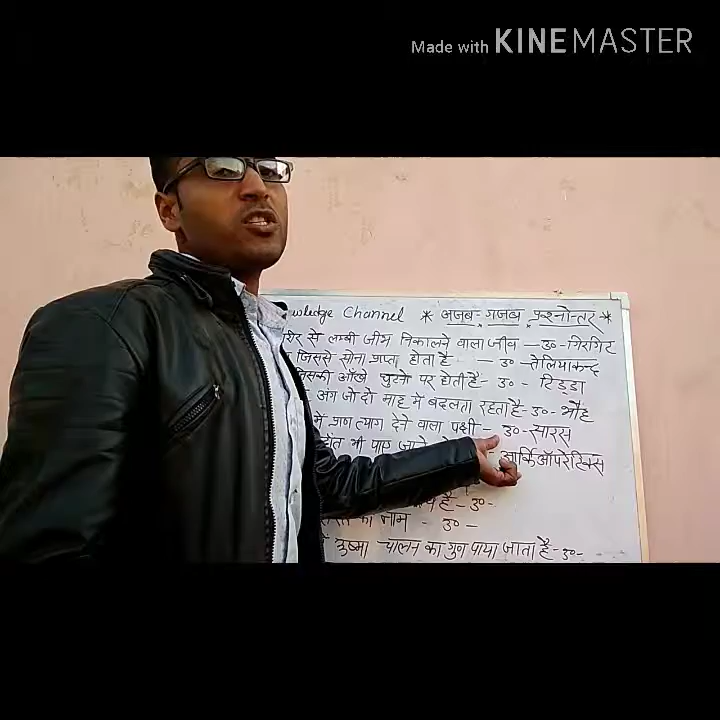 Made with KINEMASTER
wledge Channel * अजब-गजब प्रश्नोत्तर *
शरिर से लम्बी जीभ निकालने वाला जीव — उ०-गिरगिट
जिससे सोना प्राप्त होता है — उ० -तेलियाकन्द
जिसकी आँखे घुटनो पर होती हैं- उ० - टिड्डा
अंग जो दो माह में बदलता रहता है- उ०- भौंह
में प्राण त्याग देने वाला पक्षी - उ०-सारस
दाँत भी पाए जाते आर्किऑपरेटिक्स
है- उ०-
का नाम - उ० -
उष्मा चालन का गुण पाया जाता है- उ०-